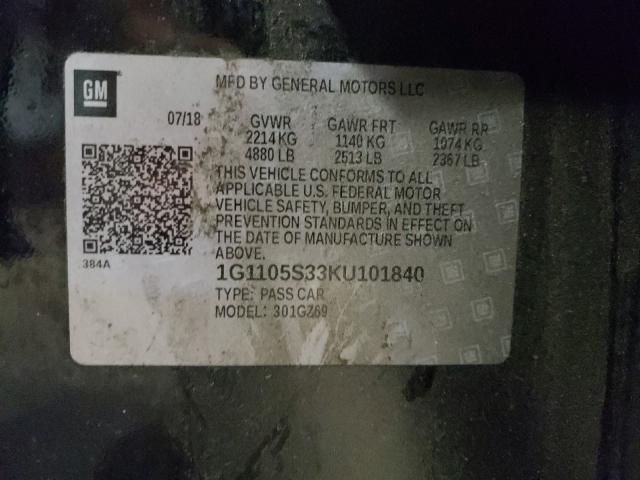 GM
MFD BY GENERAL MOTORS LLC
07/18 GVWR GAWR FRT GAWR RR
2214 KG 1140 KG 1074 KG
4880 LB 2513 LB 2367 LB
THIS VEHICLE CONFORMS TO ALL
APPLICABLE U.S. FEDERAL MOTOR
VEHICLE SAFETY, BUMPER, AND THEFT
PREVENTION STANDARDS IN EFFECT ON
THE DATE OF MANUFACTURE SHOWN
ABOVE.
384A
1G1105S33KU101840
TYPE: PASS CAR
MODEL: 301GZ69